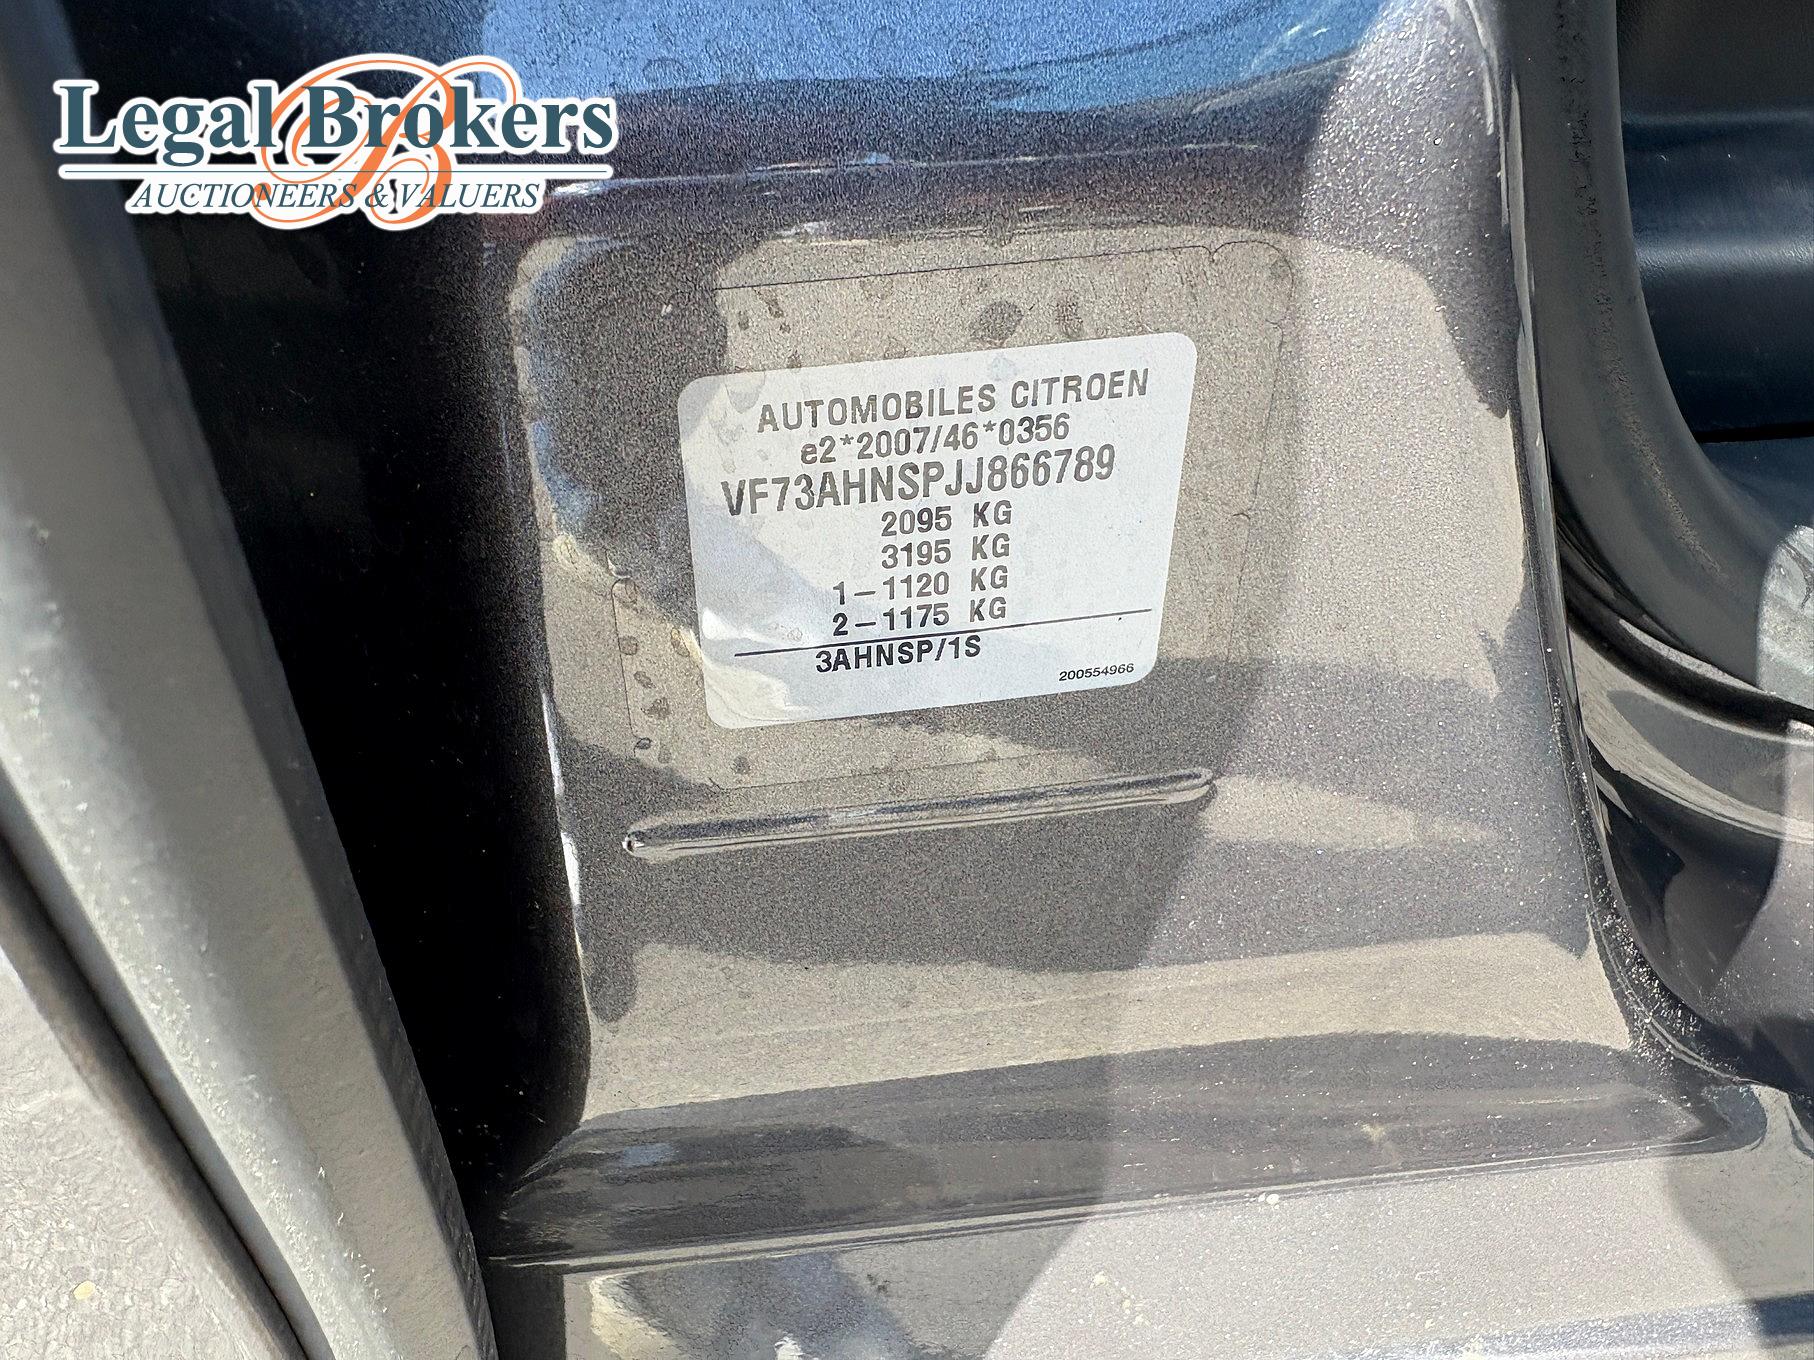 Legal Brokers
AUCTIONEERS & VALUERS
AUTOMOBILES CITROEN
e2*2007/46*0356
VF73AHNSPJJ866789
2095 KG
3195 KG
1-1120 KG
2-1175 KG
3AHNSP/1S
200554966